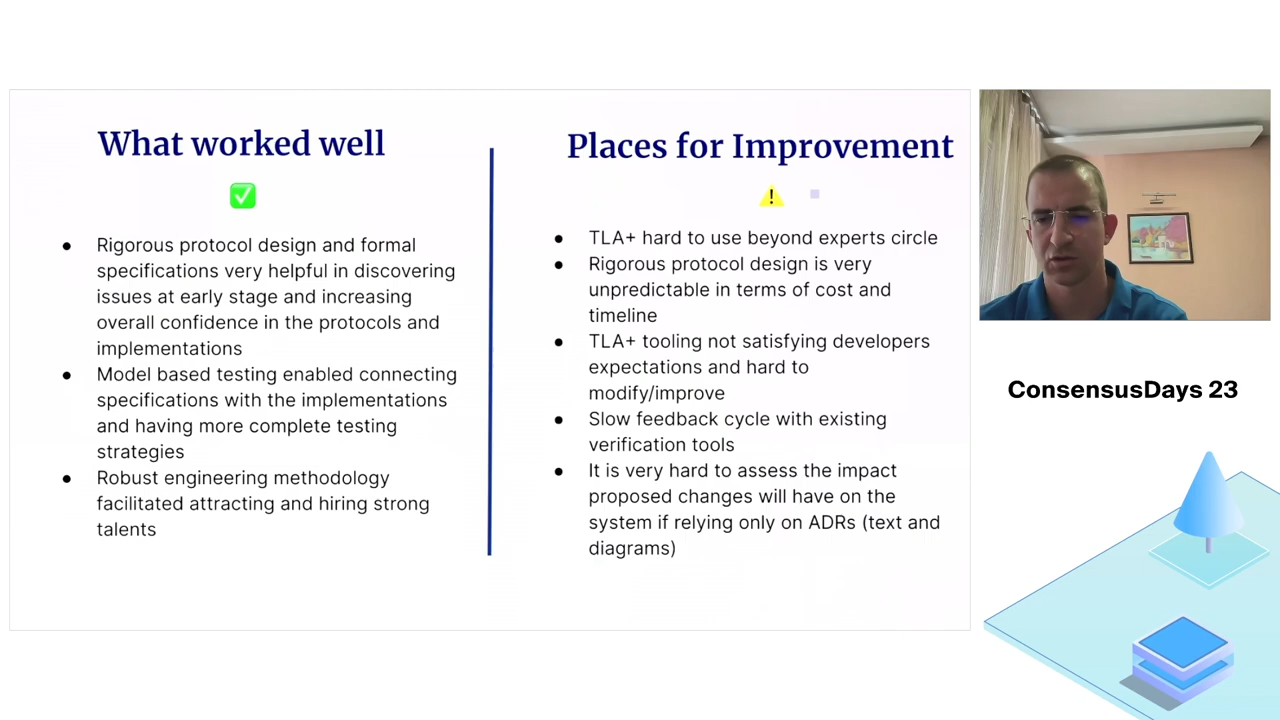 What worked well
● Rigorous protocol design and formal
specifications very helpful in discovering
issues at early stage and increasing
overall confidence in the protocols and
implementations
● Model based testing enabled connecting
specifications with the implementations
and having more complete testing
strategies
● Robust engineering methodology
facilitated attracting and hiring strong
talents
Places for Improvement
● TLA+ hard to use beyond experts circle
● Rigorous protocol design is very
unpredictable in terms of cost and
timeline
● TLA+ tooling not satisfying developers
expectations and hard to
modify/improve
● Slow feedback cycle with existing
verification tools
● It is very hard to assess the impact
proposed changes will have on the
system if relying only on ADRs (text and
diagrams)
ConsensusDays 23